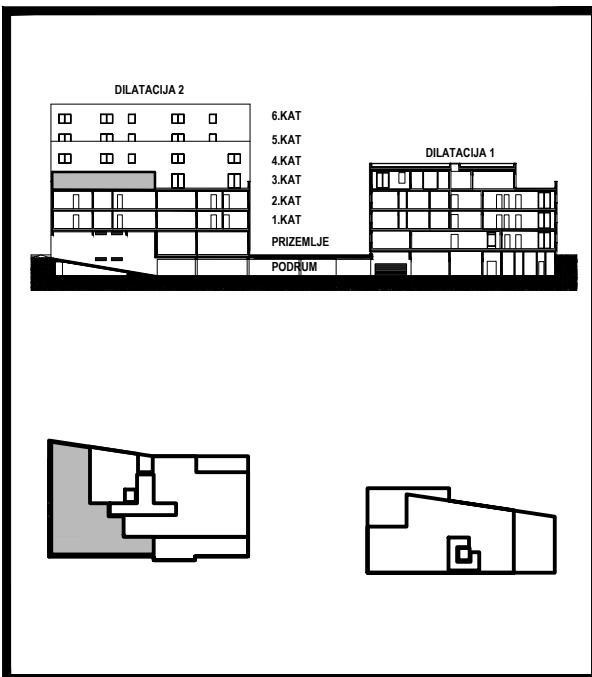 DILATACIJA 2
6.KAT
5.KAT
DILATACIJA 1
4.KAT
3.KAT
2.KAT
1.KAT
PRIZEMLJE
PODRUM